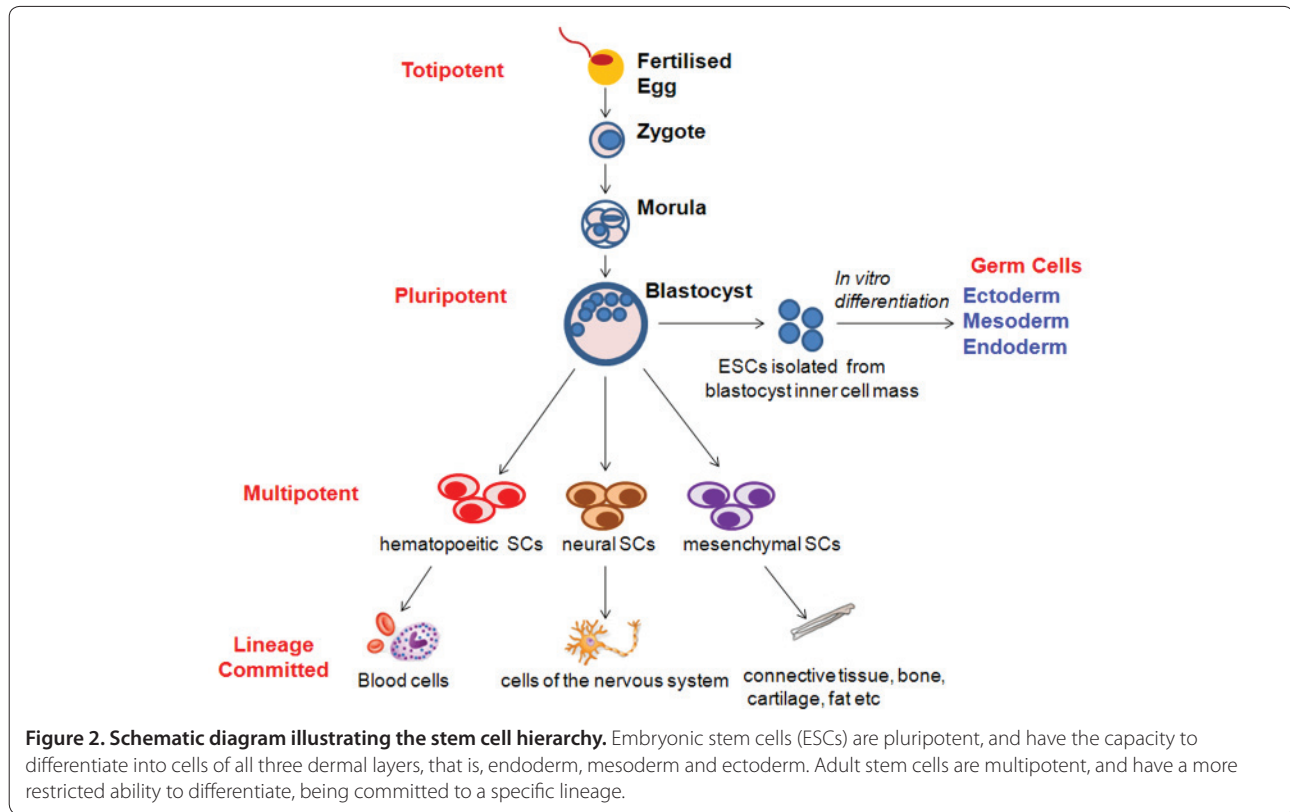 Totipotent
Fertilised
Egg
Zygote
Morula
Pluripotent
Blastocyst
In vitro
differentiation
Germ Cells
Ectoderm
Mesoderm
Endoderm
ESCs isolated from
blastocyst inner cell mass
Multipotent
hematopoeitic SCs
neural SCs
mesenchymal SCs
Lineage
Committed
Blood cells
cells of the nervous system
connective tissue, bone,
cartilage, fat etc
Figure 2. Schematic diagram illustrating the stem cell hierarchy. Embryonic stem cells (ESCs) are pluripotent, and have the capacity to
differentiate into cells of all three dermal layers, that is, endoderm, mesoderm and ectoderm. Adult stem cells are multipotent, and have a more
restricted ability to differentiate, being committed to a specific lineage.